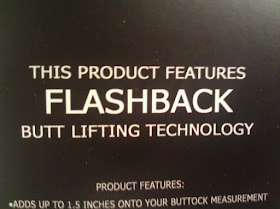 THIS PRODUCT FEATURES
FLASHBACK
BUTT LIFTING TECHNOLOGY
PRODUCT FEATURES:
•ADDS UP TO 1.5 INCHES ONTO YOUR BUTTOCK MEASUREMENT